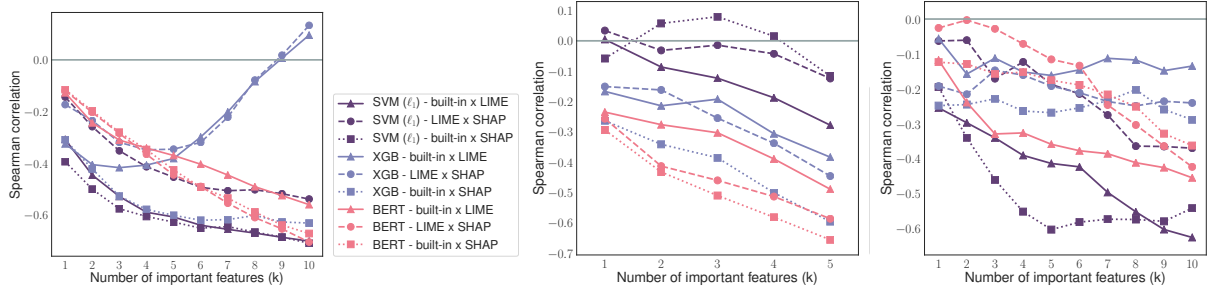 Spearman correlation
0.0
−0.2
−0.4
−0.6
1 2 3 4 5 6 7 8 9 10
Number of important features (k)
SVM (ℓ₁) - built-in x LIME
SVM (ℓ₁) - LIME x SHAP
SVM (ℓ₁) - built-in x SHAP
XGB - built-in x LIME
XGB - LIME x SHAP
XGB - built-in x SHAP
BERT - built-in x LIME
BERT - LIME x SHAP
BERT - built-in x SHAP
Spearman correlation
0.1
0.0
−0.1
−0.2
−0.3
−0.4
−0.5
−0.6
−0.7
1 2 3 4 5
Number of important features (k)
Spearman correlation
−0.0
−0.1
−0.2
−0.3
−0.4
−0.5
−0.6
1 2 3 4 5 6 7 8 9 10
Number of important features (k)